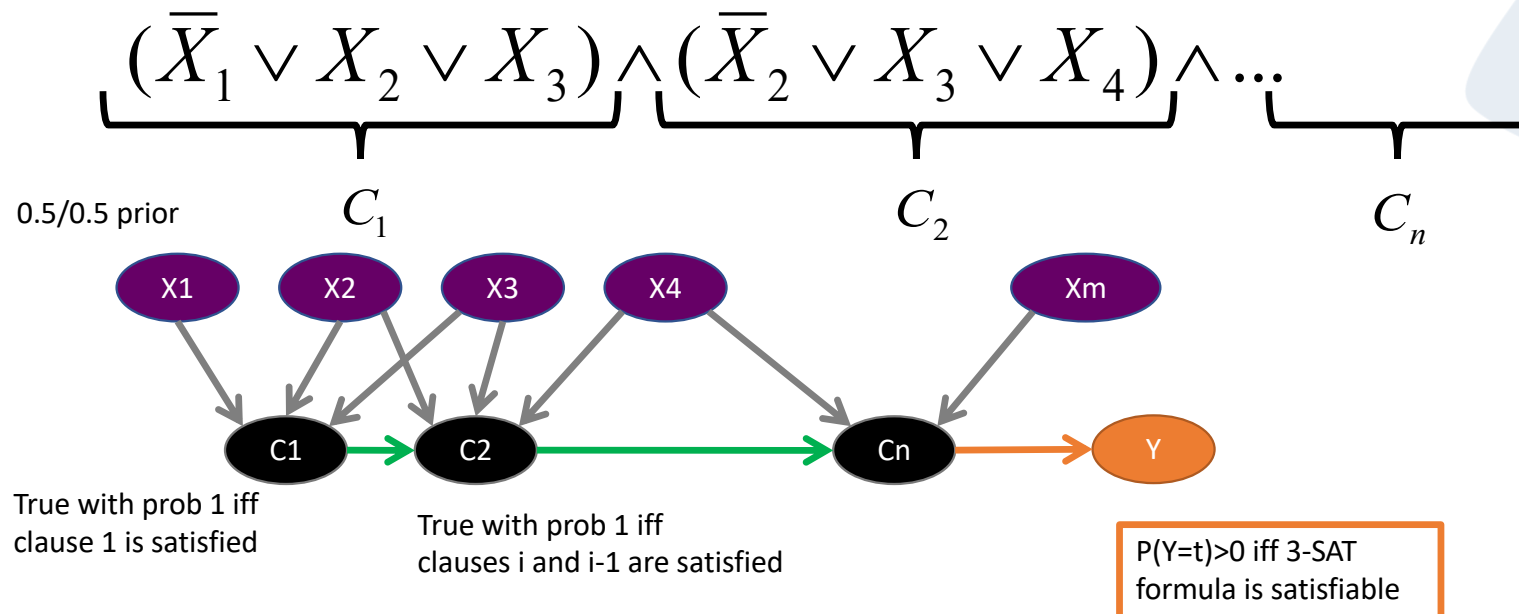 (X̅₁ ∨ X₂ ∨ X₃) ∧ (X̅₂ ∨ X₃ ∨ X₄) ∧ ...
C₁ C₂ Cₙ
0.5/0.5 prior
X1 X2 X3 X4 Xm
C1 C2 Cn Y
True with prob 1 iff
clause 1 is satisfied
True with prob 1 iff
clauses i and i-1 are satisfied
P(Y=t)>0 iff 3-SAT
formula is satisfiable